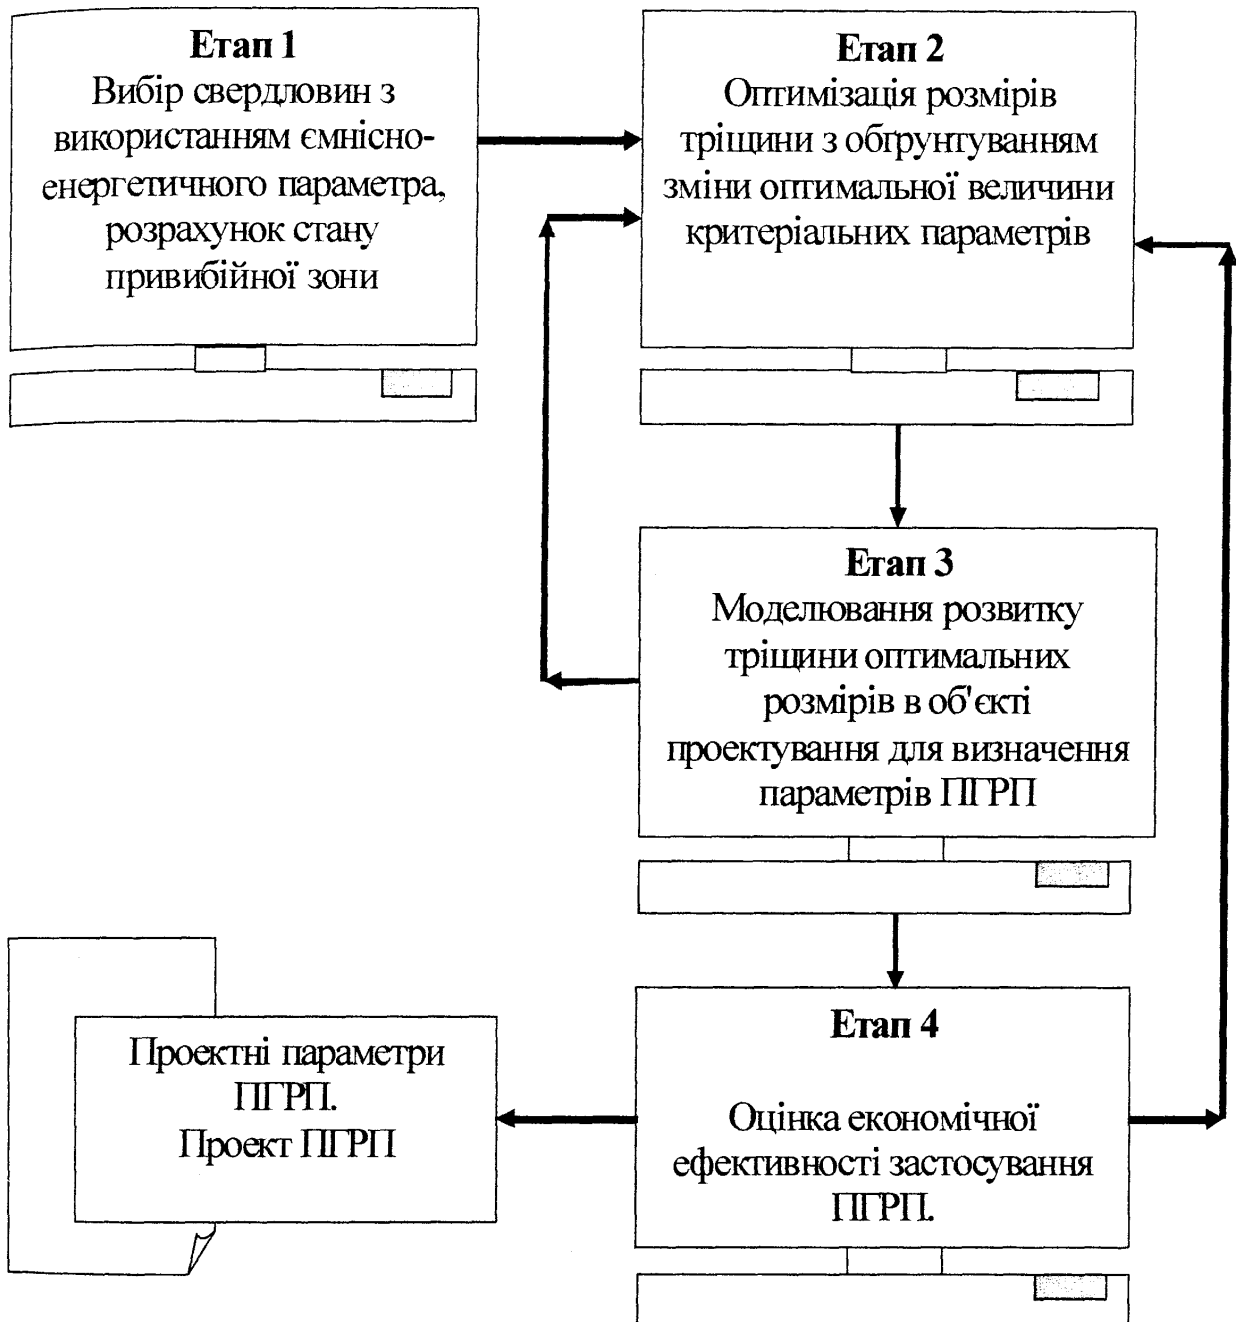 Етап 1
Вибір свердловин з
використанням ємнісно-
енергетичного параметра,
розрахунок стану
привибійної зони
Етап 2
Оптимізація розмірів
тріщини з обґрунтуванням
зміни оптимальної величини
критеріальних параметрів
Етап 3
Моделювання розвитку
тріщини оптимальних
розмірів в об'єкті
проектування для визначення
параметрів ПГРП
Етап 4
Оцінка економічної
ефективності застосування
ПГРП.
Проектні параметри
ПГРП.
Проект ПГРП